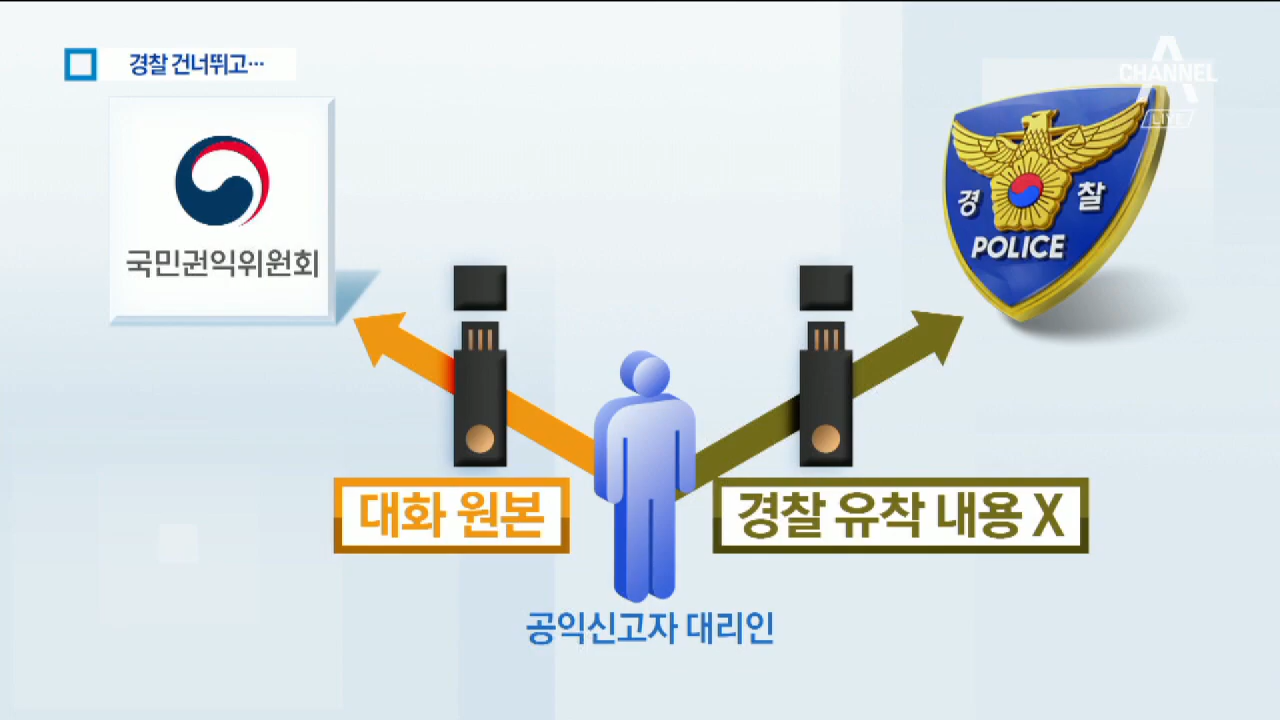 경찰 건너뛰고…
CHANNEL A
LIVE
국민권익위원회
경 찰
POLICE
대화 원본
경찰 유착 내용 X
공익신고자 대리인